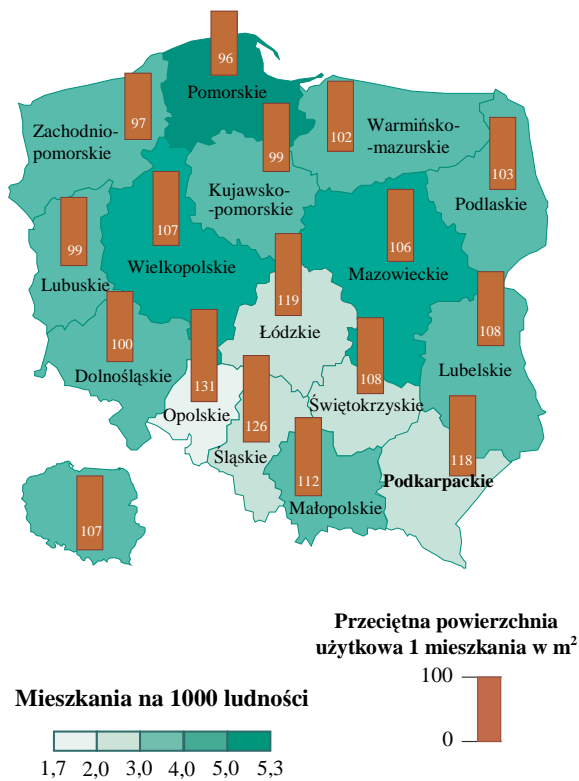 96
Pomorskie
97
Zachodnio-
pomorskie
99
Kujawsko-
-pomorskie
102
Warmińsko-
-mazurskie
103
Podlaskie
99
Lubuskie
107
Wielkopolskie
106
Mazowieckie
119
Łódzkie
100
Dolnośląskie
108
Lubelskie
131
Opolskie
126
Śląskie
108
Świętokrzyskie
112
Małopolskie
118
Podkarpackie
107
Przeciętna powierzchnia
użytkowa 1 mieszkania w m²
100
0
Mieszkania na 1000 ludności
1,7 2,0 3,0 4,0 5,0 5,3